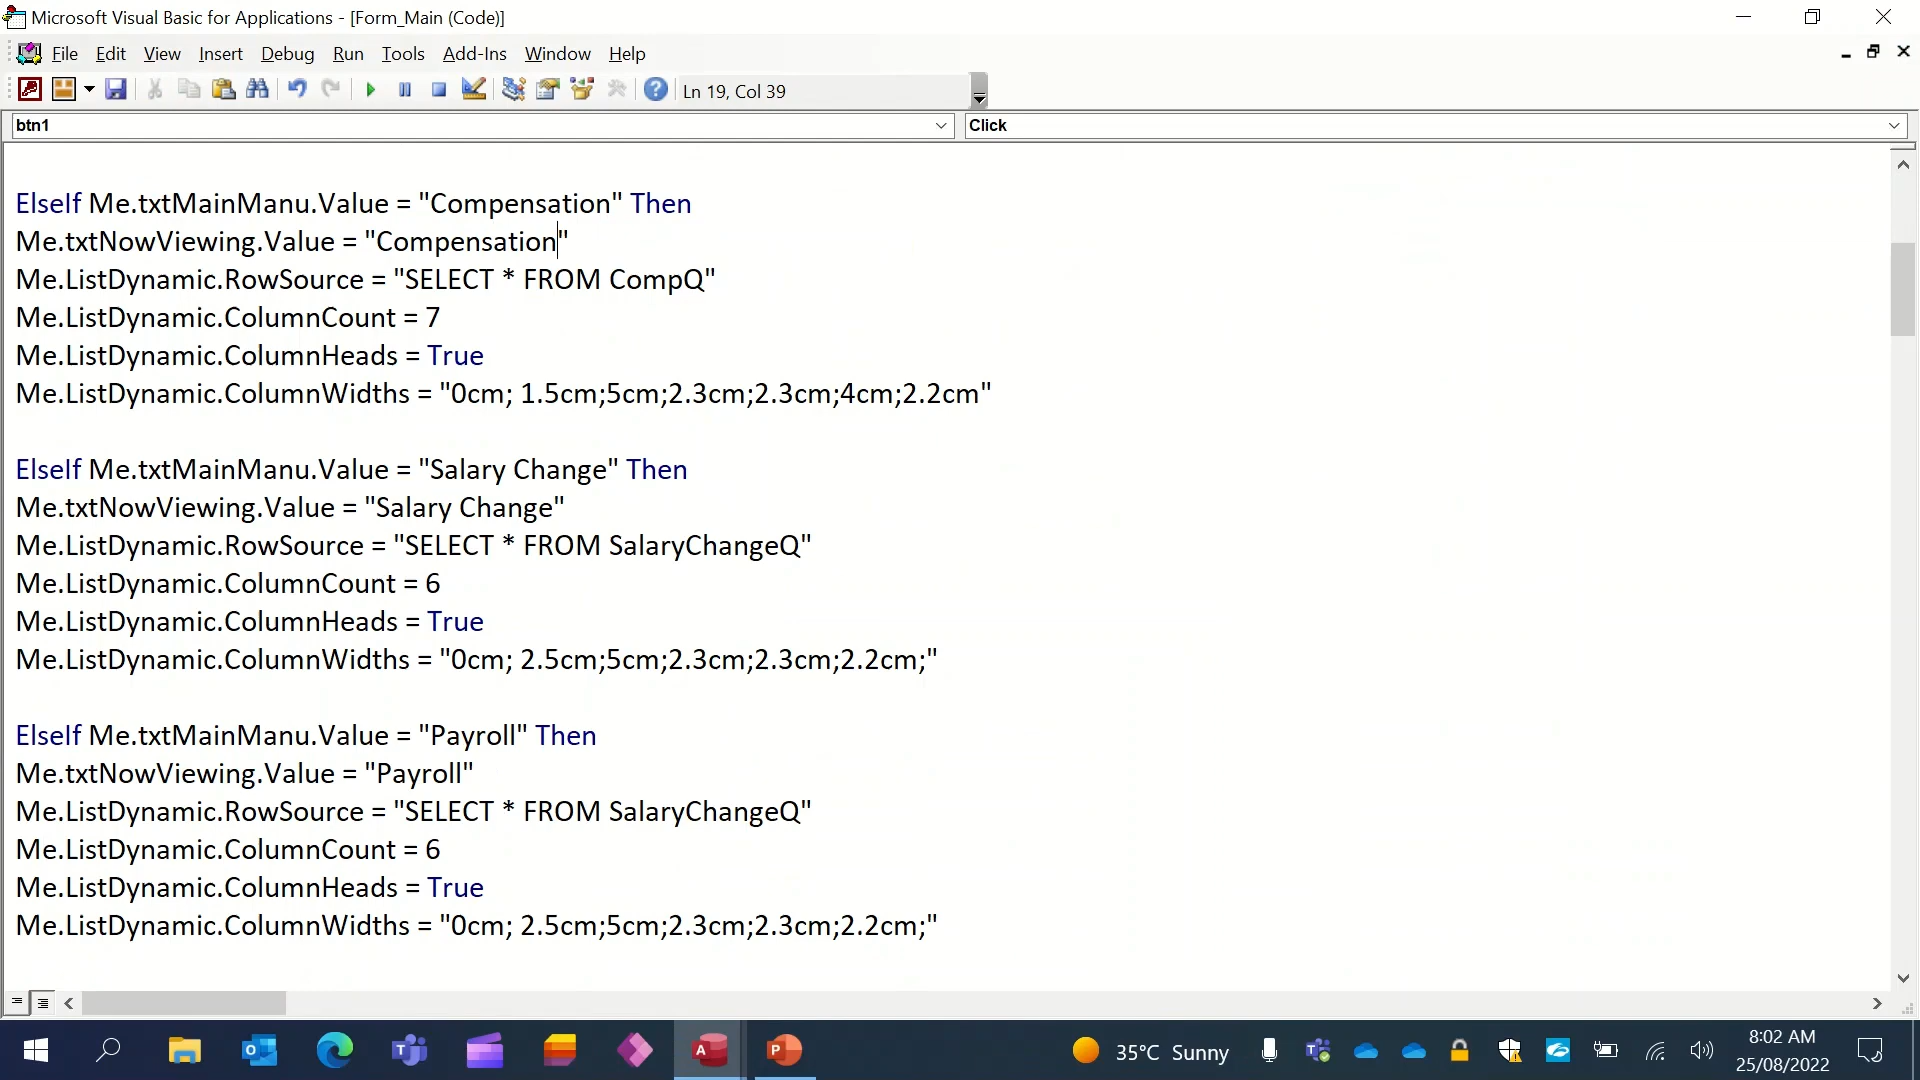 Microsoft Visual Basic for Applications - [Form_Main (Code)]
File Edit View Insert Debug Run Tools Add-Ins Window Help
Ln 19, Col 39
btn1 Click
ElseIf Me.txtMainManu.Value = "Compensation" Then
Me.txtNowViewing.Value = "Compensation"
Me.ListDynamic.RowSource = "SELECT * FROM CompQ"
Me.ListDynamic.ColumnCount = 7
Me.ListDynamic.ColumnHeads = True
Me.ListDynamic.ColumnWidths = "0cm; 1.5cm;5cm;2.3cm;2.3cm;4cm;2.2cm"
ElseIf Me.txtMainManu.Value = "Salary Change" Then
Me.txtNowViewing.Value = "Salary Change"
Me.ListDynamic.RowSource = "SELECT * FROM SalaryChangeQ"
Me.ListDynamic.ColumnCount = 6
Me.ListDynamic.ColumnHeads = True
Me.ListDynamic.ColumnWidths = "0cm; 2.5cm;5cm;2.3cm;2.3cm;2.2cm;"
ElseIf Me.txtMainManu.Value = "Payroll" Then
Me.txtNowViewing.Value = "Payroll"
Me.ListDynamic.RowSource = "SELECT * FROM SalaryChangeQ"
Me.ListDynamic.ColumnCount = 6
Me.ListDynamic.ColumnHeads = True
Me.ListDynamic.ColumnWidths = "0cm; 2.5cm;5cm;2.3cm;2.3cm;2.2cm;"
35°C Sunny
8:02 AM
25/08/2022